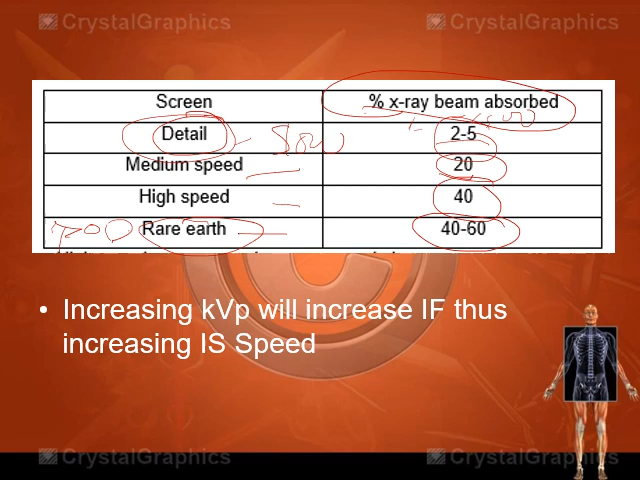 CrystalGraphics CrystalGraphics
Screen % x-ray beam absorbed
Detail 2-5
Medium speed 20
High speed 40
Rare earth 40-60
• Increasing kVp will increase IF thus
increasing IS Speed
CrystalGraphics CrystalGraphics